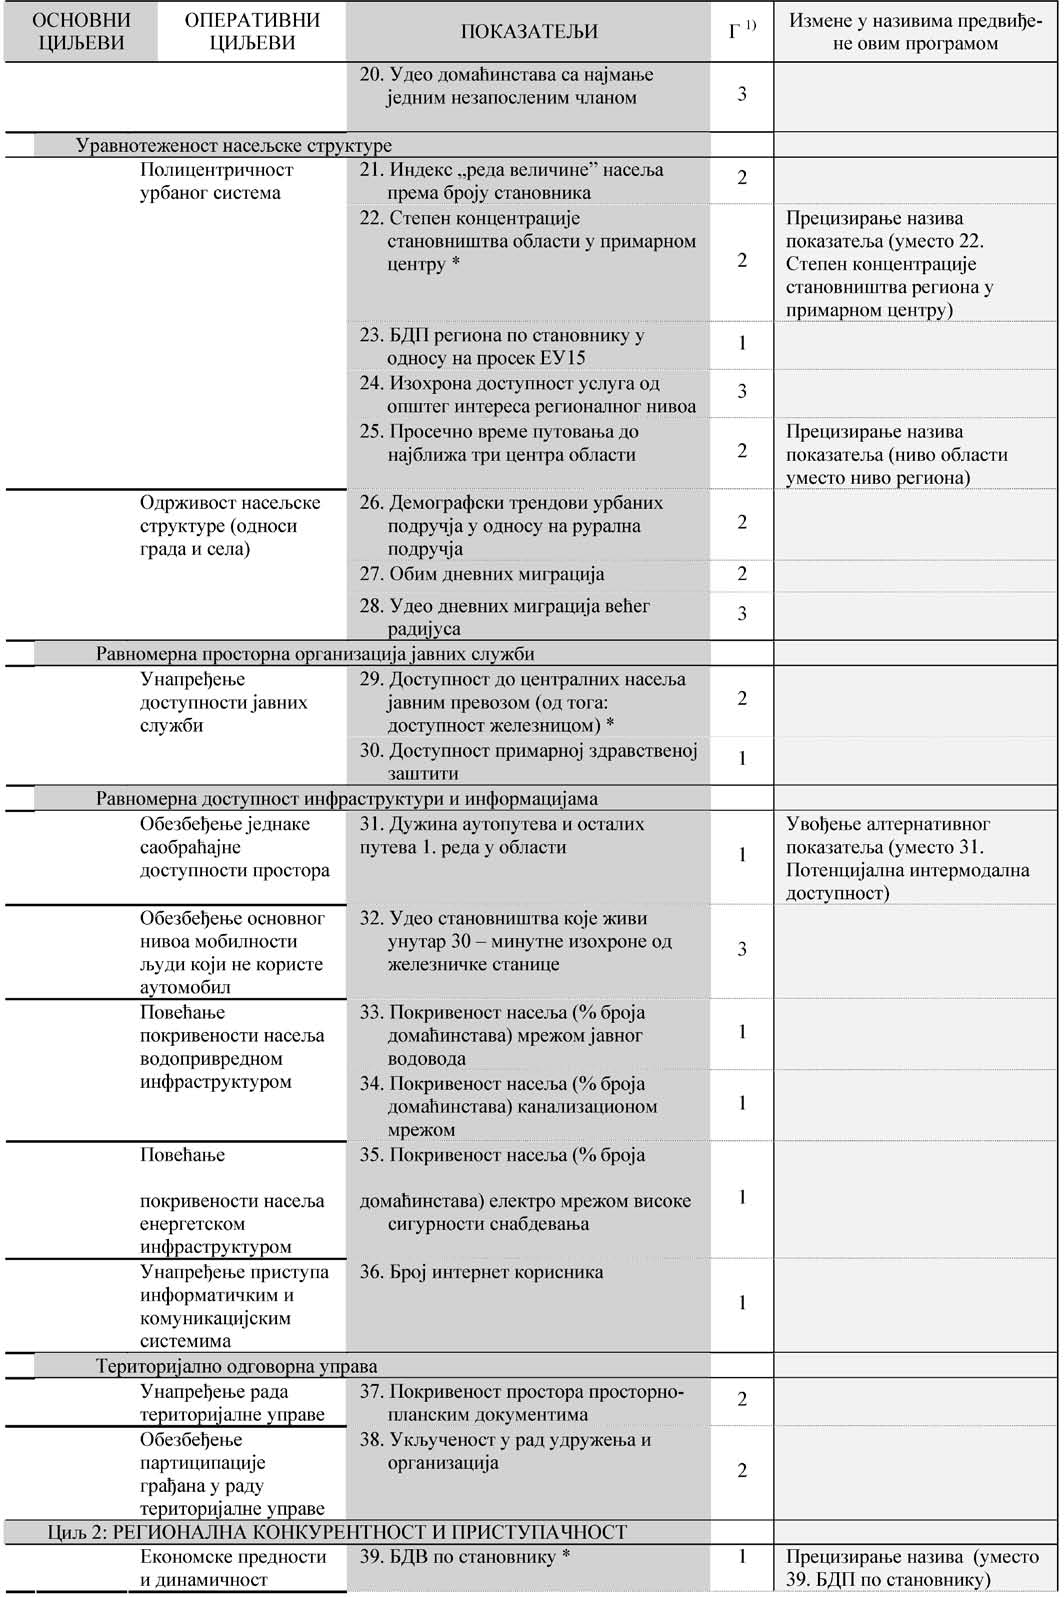 ОСНОВНИ
ЦИЉЕВИ
ОПЕРАТИВНИ
ЦИЉЕВИ
ПОКАЗАТЕЉИ
Г 1)
Измене у називима предвиђе-
не овим програмом
20. Удео домаћинстава са најмање
једним незапосленим чланом
3
Уравнотеженост насељске структуре
Полицентричност
урбаног система
21. Индекс „реда величине” насеља
према броју становника
2
22. Степен концентрације
становништва области у примарном
центру *
2
Прецизирање назива
показатеља (уместо 22.
Степен концентрације
становништва региона у
примарном центру)
23. БДП региона по становнику у
односу на просек ЕУ15
1
24. Изохрона доступност услуга од
општег интереса регионалног нивоа
3
25. Просечно време путовања до
најближа три центра области
2
Прецизирање назива
показатеља (ниво области
уместо ниво региона)
Одрживост насељске
структуре (односи
града и села)
26. Демографски трендови урбаних
подручја у односу на рурална
подручја
2
27. Обим дневних миграција
2
28. Удео дневних миграција већег
радијуса
3
Равномерна просторна организација јавних служби
Унапређење
доступности јавних
служби
29. Доступност до централних насеља
јавним превозом (од тога:
доступност железницом) *
2
30. Доступност примарној здравственој
заштити
1
Равномерна доступност инфраструктури и информацијама
Обезбеђење једнаке
саобраћајне
доступности простора
31. Дужина аутопутева и осталих
путева 1. реда у области
1
Увођење алтернативног
показатеља (уместо 31.
Потенцијална интермодална
доступност)
Обезбеђење основног
нивоа мобилности
људи који не користе
аутомобил
32. Удео становништва које живи
унутар 30 – минутне изохроне од
железничке станице
3
Повећање
покривености насеља
водопривредном
инфраструктуром
33. Покривеност насеља (% броја
домаћинстава) мрежом јавног
водовода
1
34. Покривеност насеља (% броја
домаћинстава) канализационом
мрежом
1
Повећање
покривености насеља
енергетском
инфраструктуром
35. Покривеност насеља (% броја
домаћинстава) електро мрежом високе
сигурности снабдевања
1
Унапређење приступа
информатичким и
комуникацијским
системима
36. Број интернет корисника
1
Територијално одговорна управа
Унапређење рада
територијалне управе
37. Покривеност простора просторно-
планским документима
2
Обезбеђење
партиципације
грађана у раду
територијалне управе
38. Укљученост у рад удружења и
организација
2
Циљ 2: РЕГИОНАЛНА КОНКУРЕНТНОСТ И ПРИСТУПАЧНОСТ
Економске предности
и динамичност
39. БДВ по становнику *
1
Прецизирање назива (уместо
39. БДП по становнику)